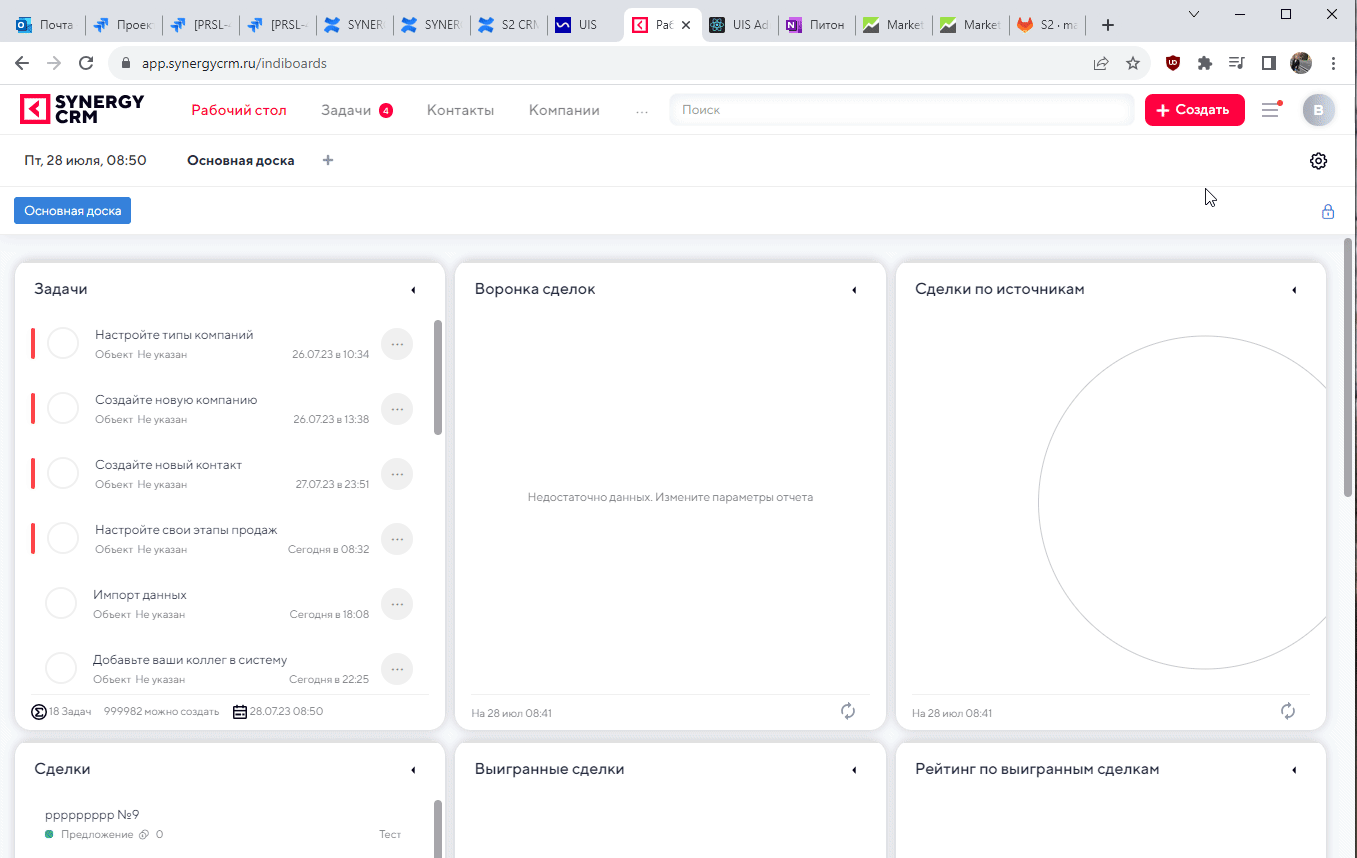 Почта Проект [PRSL- [PRSL- SYNER SYNER S2 CRM UIS Раб UIS Ad Питон Market Market S2 · ma
app.synergycrm.ru/indiboards
SYNERGY CRM Рабочий стол Задачи 4 Контакты Компании ... Поиск + Создать B
Пт, 28 июля, 08:50 Основная доска +
Основная доска
Задачи
Настройте типы компаний
Объект Не указан 26.07.23 в 10:34
Создайте новую компанию
Объект Не указан 26.07.23 в 13:38
Создайте новый контакт
Объект Не указан 27.07.23 в 23:51
Настройте свои этапы продаж
Объект Не указан Сегодня в 08:32
Импорт данных
Объект Не указан Сегодня в 18:08
Добавьте ваши коллег в систему
Объект Не указан Сегодня в 22:25
18 Задач 999982 можно создать 28.07.23 08:50
Воронка сделок
Недостаточно данных. Измените параметры отчета
На 28 июл 08:41
Сделки по источникам
На 28 июл 08:41
Сделки
ррррррррр №9
Предложение 0 Тест
Выигранные сделки
Рейтинг по выигранным сделкам